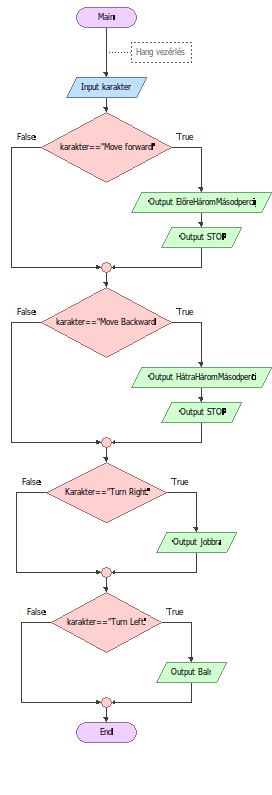 Main
Hang vezérlés
Input karakter
False
True
karakter=="Move forward"
Output ElőreHáromMásodperci
Output STOP
False
True
karakter=="Move Backward
Output HátraHáromMásodperci
Output STOP
False
True
Karakter=="Turn Right"
Output Jobbra
False
True
karakter=="Turn Left"
Output Balr
End